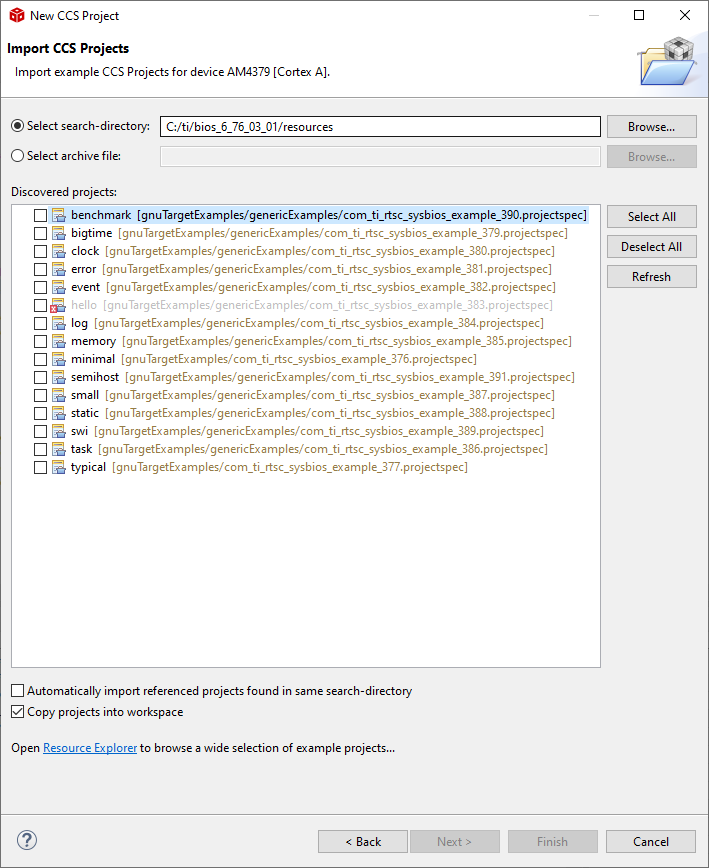 New CCS Project
Import CCS Projects
Import example CCS Projects for device AM4379 [Cortex A].
Select search-directory: C:/ti/bios_6_76_03_01/resources Browse...
Select archive file: Browse...
Discovered projects:
benchmark [gnuTargetExamples/genericExamples/com_ti_rtsc_sysbios_example_390.projectspec] Select All
bigtime [gnuTargetExamples/genericExamples/com_ti_rtsc_sysbios_example_379.projectspec]
clock [gnuTargetExamples/genericExamples/com_ti_rtsc_sysbios_example_380.projectspec] Deselect All
error [gnuTargetExamples/genericExamples/com_ti_rtsc_sysbios_example_381.projectspec] Refresh
event [gnuTargetExamples/genericExamples/com_ti_rtsc_sysbios_example_382.projectspec]
hello [gnuTargetExamples/genericExamples/com_ti_rtsc_sysbios_example_383.projectspec]
log [gnuTargetExamples/genericExamples/com_ti_rtsc_sysbios_example_384.projectspec]
memory [gnuTargetExamples/genericExamples/com_ti_rtsc_sysbios_example_385.projectspec]
minimal [gnuTargetExamples/com_ti_rtsc_sysbios_example_376.projectspec]
semihost [gnuTargetExamples/genericExamples/com_ti_rtsc_sysbios_example_391.projectspec]
small [gnuTargetExamples/genericExamples/com_ti_rtsc_sysbios_example_387.projectspec]
static [gnuTargetExamples/genericExamples/com_ti_rtsc_sysbios_example_388.projectspec]
swi [gnuTargetExamples/genericExamples/com_ti_rtsc_sysbios_example_389.projectspec]
task [gnuTargetExamples/genericExamples/com_ti_rtsc_sysbios_example_386.projectspec]
typical [gnuTargetExamples/com_ti_rtsc_sysbios_example_377.projectspec]
Automatically import referenced projects found in same search-directory
Copy projects into workspace
Open Resource Explorer to browse a wide selection of example projects...
? < Back Next > Finish Cancel